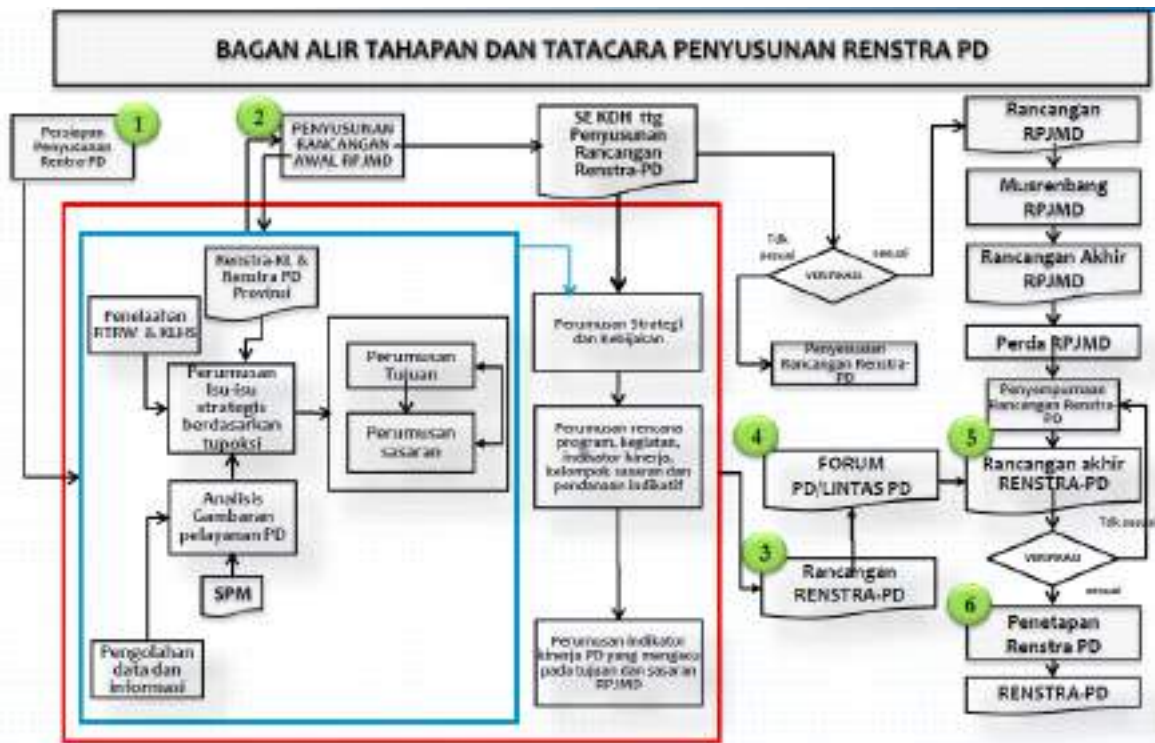 BAGAN ALIR TAHAPAN DAN TATACARA PENYUSUNAN RENSTRA PD
1
Persiapan
Penyusunan
Renstra PD
2
PENYUSUNAN
RANCANGAN
AWAL RPJMD
SE KDH ttg
Penyusunan
Rancangan
Renstra-PD
Rancangan
RPJMD
Musrenbang
RPJMD
Rancangan Akhir
RPJMD
Perda RPJMD
Tdk
sesuai
VERIFIKASI
sesuai
Penyesuaian
Rancangan Renstra-
PD
Renstra-KL &
Renstra PD
Provinsi
Penelaahan
RTRW & KLHS
Perumusan
Isu-isu
strategis
berdasarkan
tupoksi
Perumusan
Tujuan
Perumusan
sasaran
Analisis
Gambaran
pelayanan PD
SPM
Pengolahan
data dan
informasi
Perumusan Strategi
dan Kebijakan
Perumusan rencana
program, kegiatan,
indikator kinerja,
kelompok sasaran dan
pendanaan indikatif
Perumusan indikator
kinerja PD yang mengacu
pada tujuan dan sasaran
RPJMD
3
Rancangan
RENSTRA-PD
4
FORUM
PD/LINTAS PD
Penyempurnaan
Rancangan Renstra-
PD
5
Rancangan akhir
RENSTRA-PD
Tdk sesuai
VERIFIKASI
sesuai
6
Penetapan
Renstra PD
RENSTRA-PD